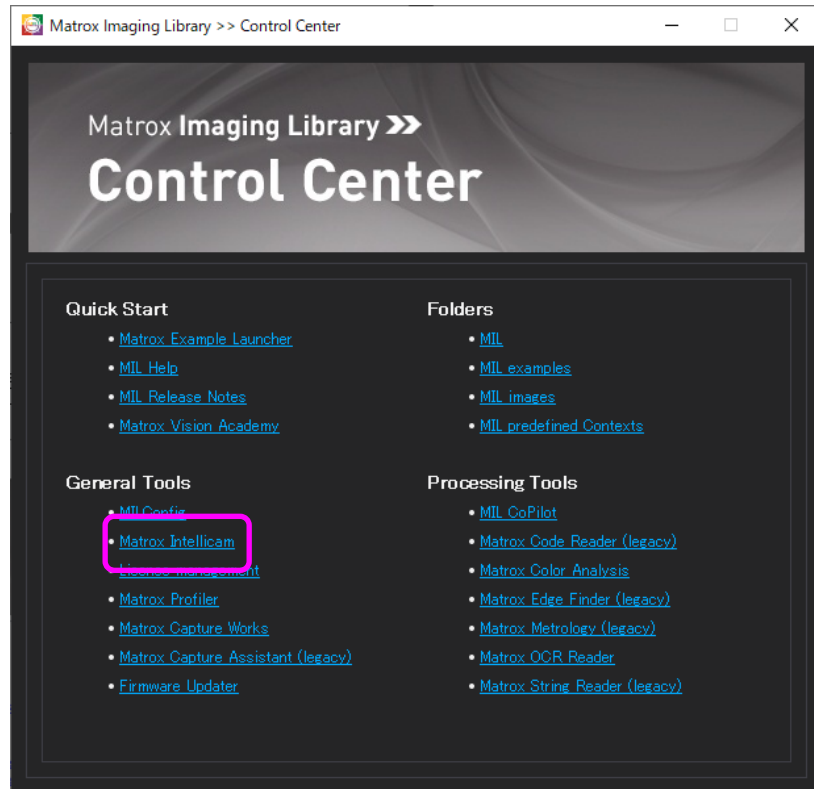 Matrox Imaging Library >> Control Center
Matrox Imaging Library >>
Control Center
Quick Start
• Matrox Example Launcher
• MIL Help
• MIL Release Notes
• Matrox Vision Academy
Folders
• MIL
• MIL examples
• MIL images
• MIL predefined Contexts
General Tools
• MILConfig
• Matrox Intellicam
• License Management
• Matrox Profiler
• Matrox Capture Works
• Matrox Capture Assistant (legacy)
• Firmware Updater
Processing Tools
• MIL CoPilot
• Matrox Code Reader (legacy)
• Matrox Color Analysis
• Matrox Edge Finder (legacy)
• Matrox Metrology (legacy)
• Matrox OCR Reader
• Matrox String Reader (legacy)